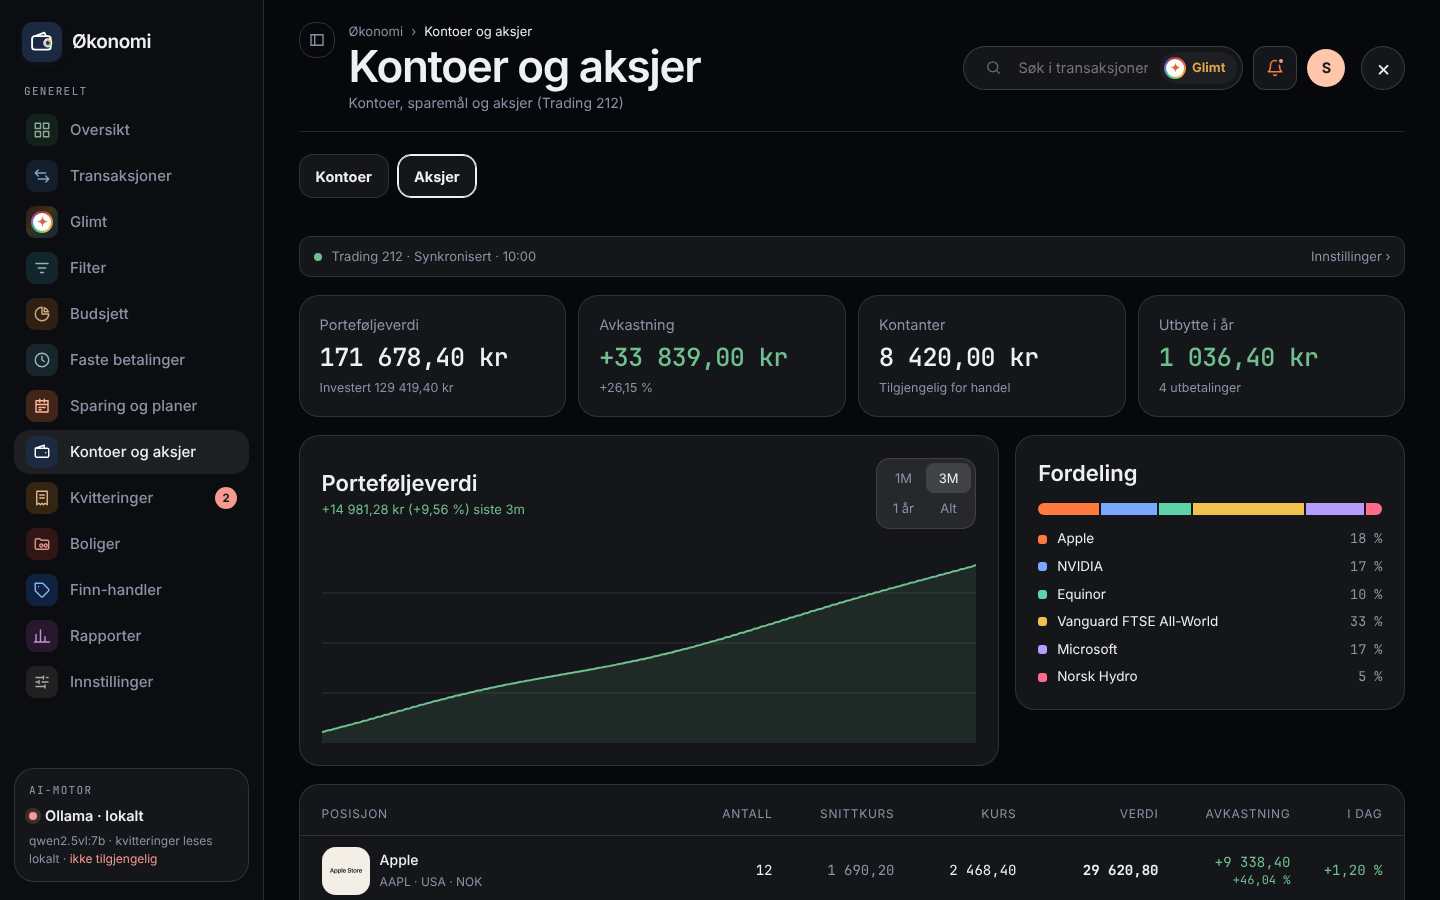 Økonomi
GENERELT
Oversikt
Transaksjoner
Glimt
Filter
Budsjett
Faste betalinger
Sparing og planer
Kontoer og aksjer
Kvitteringer 2
Boliger
Finn-handler
Rapporter
Innstillinger
AI-MOTOR
Ollama · lokalt
qwen2.5vl:7b · kvitteringer leses
lokalt · ikke tilgjengelig
Økonomi › Kontoer og aksjer
Kontoer og aksjer
Kontoer, sparemål og aksjer (Trading 212)
Søk i transaksjoner Glimt
S
Kontoer Aksjer
Trading 212 · Synkronisert · 10:00 Innstillinger ›
Porteføljeverdi
171 678,40 kr
Investert 129 419,40 kr
Avkastning
+33 839,00 kr
+26,15 %
Kontanter
8 420,00 kr
Tilgjengelig for handel
Utbytte i år
1 036,40 kr
4 utbetalinger
Porteføljeverdi
+14 981,28 kr (+9,56 %) siste 3m
1M 3M
1 år Alt
Fordeling
Apple 18 %
NVIDIA 17 %
Equinor 10 %
Vanguard FTSE All-World 33 %
Microsoft 17 %
Norsk Hydro 5 %
POSISJON ANTALL SNITTKURS KURS VERDI AVKASTNING I DAG
Apple Store
Apple
AAPL · USA · NOK
12 1 690,20 2 468,40 29 620,80 +9 338,40 +1,20 %
+46,04 %